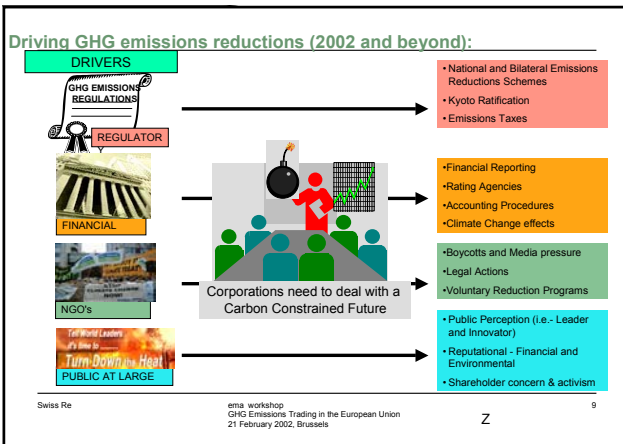 Driving GHG emissions reductions (2002 and beyond):
DRIVERS
GHG EMISSIONS
REGULATIONS
REGULATOR
Y
• National and Bilateral Emissions
Reductions Schemes
• Kyoto Ratification
• Emissions Taxes
FINANCIAL
•Financial Reporting
•Rating Agencies
•Accounting Procedures
•Climate Change effects
STOP
CLIMATE CHANGE
NOW!
NGO's
Corporations need to deal with a
Carbon Constrained Future
•Boycotts and Media pressure
•Legal Actions
•Voluntary Reduction Programs
Tell World Leaders
it's time to
Turn Down the Heat
PUBLIC AT LARGE
• Public Perception (i.e.- Leader
and Innovator)
• Reputational - Financial and
Environmental
• Shareholder concern & activism
Swiss Re
ema workshop
GHG Emissions Trading in the European Union
21 February 2002, Brussels
Z
9